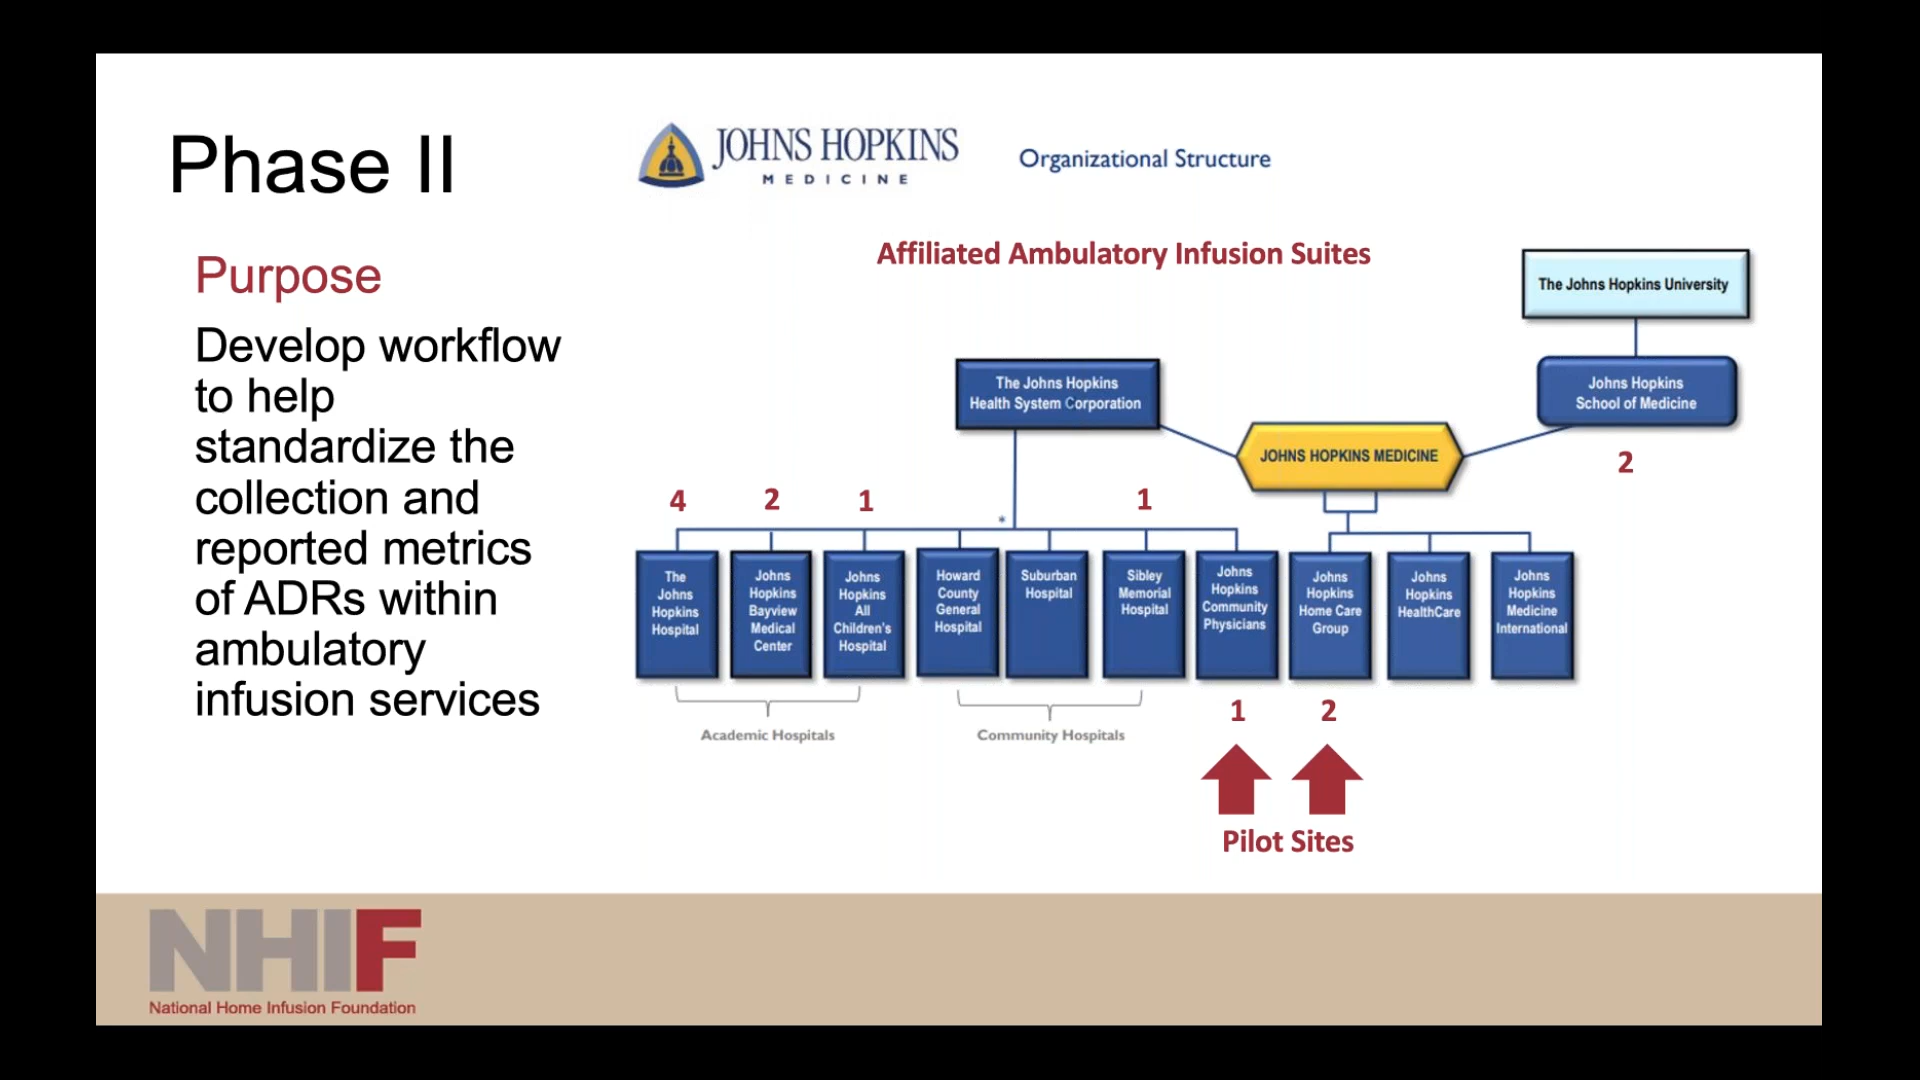 Phase II
Purpose
Develop workflow
to help
standardize the
collection and
reported metrics
of ADRs within
ambulatory
infusion services
JOHNS HOPKINS
MEDICINE
Organizational Structure
Affiliated Ambulatory Infusion Suites
The Johns Hopkins University
The Johns Hopkins
Health System Corporation
Johns Hopkins
School of Medicine
JOHNS HOPKINS MEDICINE
2
4
2
1
1
*
The
Johns
Hopkins
Hospital
Johns
Hopkins
Bayview
Medical
Center
Johns
Hopkins
All
Children's
Hospital
Howard
County
General
Hospital
Suburban
Hospital
Sibley
Memorial
Hospital
Johns
Hopkins
Community
Physicians
Johns
Hopkins
Home Care
Group
Johns
Hopkins
HealthCare
Johns
Hopkins
Medicine
International
Academic Hospitals
Community Hospitals
1
2
Pilot Sites
NHIF
National Home Infusion Foundation